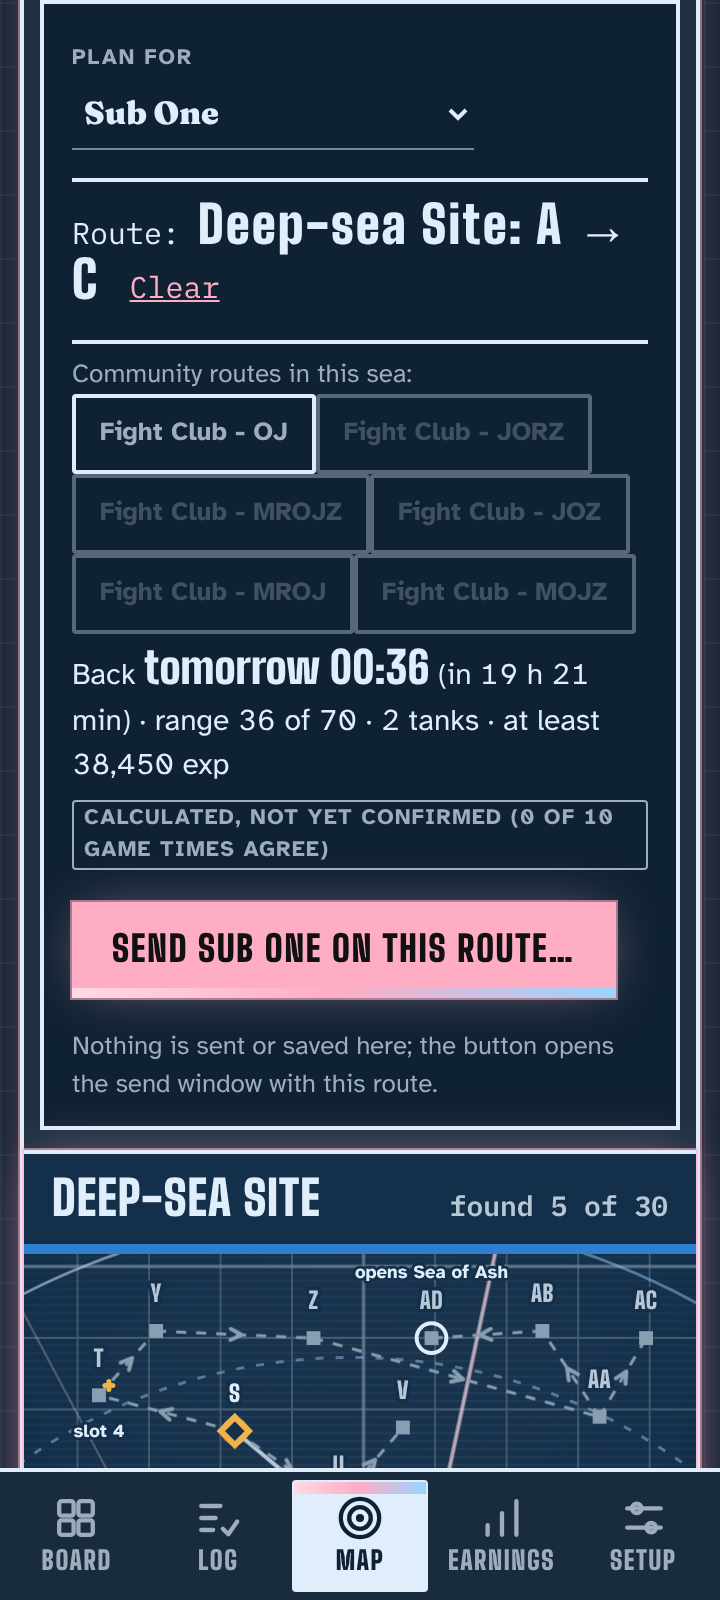 PLAN FOR
Sub One
Route: Deep-sea Site: A →
C Clear
Community routes in this sea:
Fight Club - OJ
Fight Club - JORZ
Fight Club - MROJZ
Fight Club - JOZ
Fight Club - MROJ
Fight Club - MOJZ
Back tomorrow 00:36 (in 19 h 21
min) · range 36 of 70 · 2 tanks · at least
38,450 exp
CALCULATED, NOT YET CONFIRMED (0 OF 10
GAME TIMES AGREE)
SEND SUB ONE ON THIS ROUTE…
Nothing is sent or saved here; the button opens
the send window with this route.
DEEP-SEA SITE
found 5 of 30
opens Sea of Ash
Y
Z
AD
AB
AC
T
S
V
AA
slot 4
U
BOARD
LOG
MAP
EARNINGS
SETUP